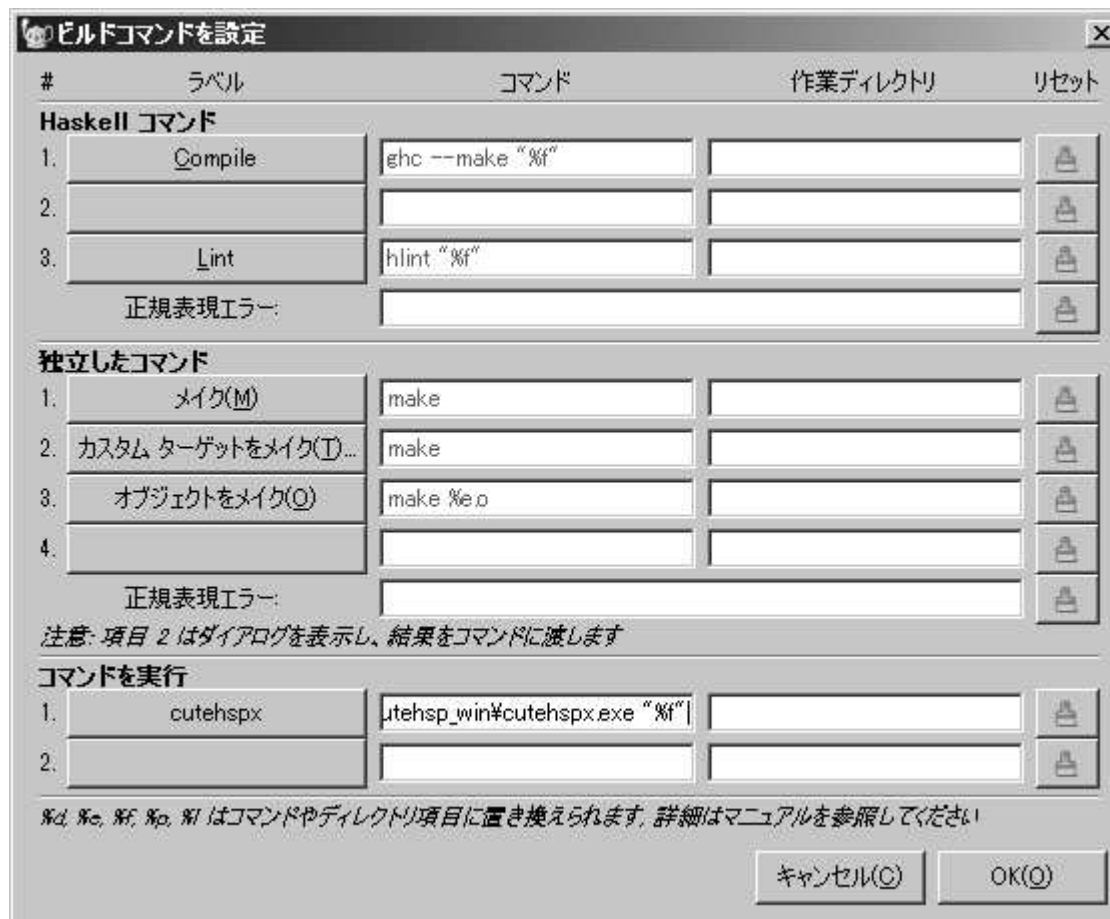 ビルドコマンドを設定
# ラベル コマンド 作業ディレクトリ リセット
Haskell コマンド
1. Compile ghc --make "%f"
2.
3. Lint hlint "%f"
正規表現エラー:
独立したコマンド
1. メイク(M) make
2. カスタム ターゲットをメイク(T)... make
3. オブジェクトをメイク(O) make %e.o
4.
正規表現エラー:
注意: 項目 2 はダイアログを表示し、結果をコマンドに渡します
コマンドを実行
1. cutehspx utehsp_win¥cutehspx.exe "%f"
2.
%d, %e, %f, %p, %l はコマンドやディレクトリ項目に置き換えられます, 詳細はマニュアルを参照してください
キャンセル(C) OK(O)